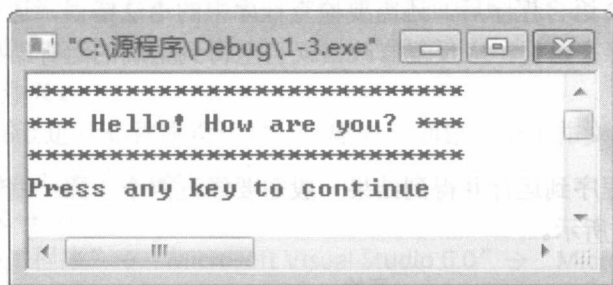 "C:\源程序\Debug\1-3.exe"
***************************
*** Hello! How are you? ***
***************************
Press any key to continue